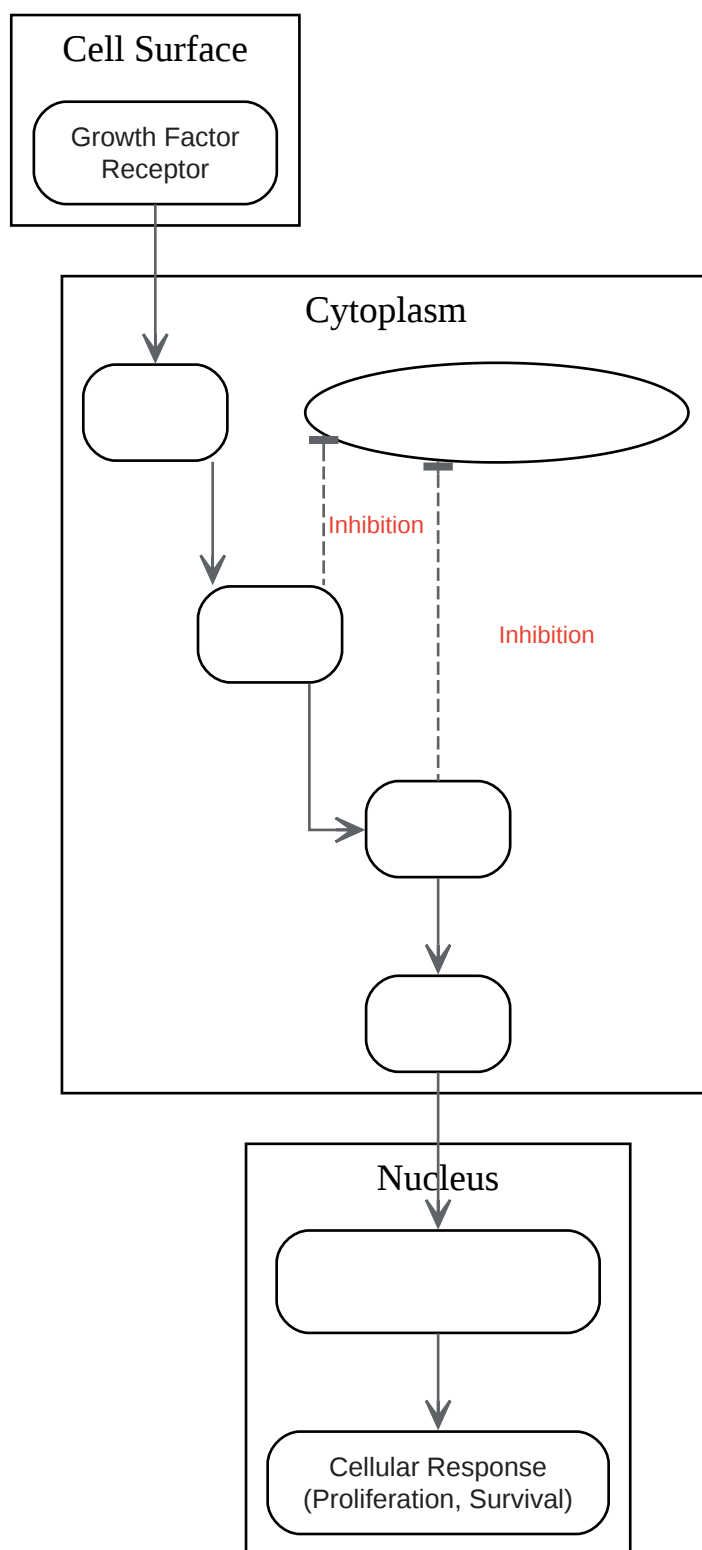 Cell Surface
Growth Factor
Receptor
Cytoplasm
Inhibition
Inhibition
Nucleus
Cellular Response
(Proliferation, Survival)